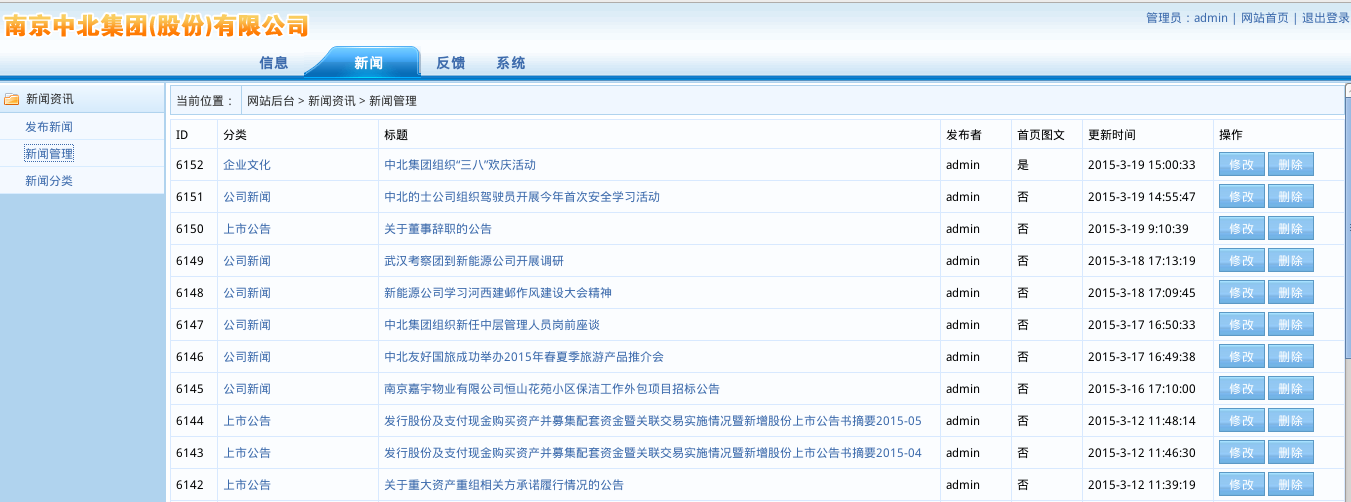 南京中北集团(股份)有限公司
管理员：admin | 网站首页 | 退出登录
信息 新闻 反馈 系统
新闻资讯
发布新闻
新闻管理
新闻分类
当前位置： 网站后台 > 新闻资讯 > 新闻管理
ID 分类 标题 发布者 首页图文 更新时间 操作
6152 企业文化 中北集团组织“三八”欢庆活动 admin 是 2015-3-19 15:00:33 修改 删除
6151 公司新闻 中北的士公司组织驾驶员开展今年首次安全学习活动 admin 否 2015-3-19 14:55:47 修改 删除
6150 上市公告 关于董事辞职的公告 admin 否 2015-3-19 9:10:39 修改 删除
6149 公司新闻 武汉考察团到新能源公司开展调研 admin 否 2015-3-18 17:13:19 修改 删除
6148 公司新闻 新能源公司学习河西建邺作风建设大会精神 admin 否 2015-3-18 17:09:45 修改 删除
6147 公司新闻 中北集团组织新任中层管理人员岗前座谈 admin 否 2015-3-17 16:50:33 修改 删除
6146 公司新闻 中北友好国旅成功举办2015年春夏季旅游产品推介会 admin 否 2015-3-17 16:49:38 修改 删除
6145 公司新闻 南京嘉宇物业有限公司恒山花苑小区保洁工作外包项目招标公告 admin 否 2015-3-16 17:10:00 修改 删除
6144 上市公告 发行股份及支付现金购买资产并募集配套资金暨关联交易实施情况暨新增股份上市公告书摘要2015-05 admin 否 2015-3-12 11:48:14 修改 删除
6143 上市公告 发行股份及支付现金购买资产并募集配套资金暨关联交易实施情况暨新增股份上市公告书摘要2015-04 admin 否 2015-3-12 11:46:30 修改 删除
6142 上市公告 关于重大资产重组相关方承诺履行情况的公告 admin 否 2015-3-12 11:39:19 修改 删除